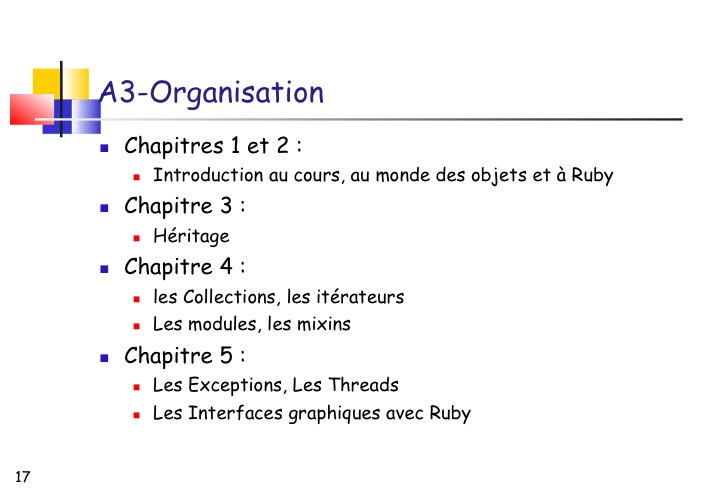 A3-Organisation
Chapitres 1 et 2 :
Introduction au cours, au monde des objets et à Ruby
Chapitre 3 :
Héritage
Chapitre 4 :
les Collections, les itérateurs
Les modules, les mixins
Chapitre 5 :
Les Exceptions, Les Threads
Les Interfaces graphiques avec Ruby
17